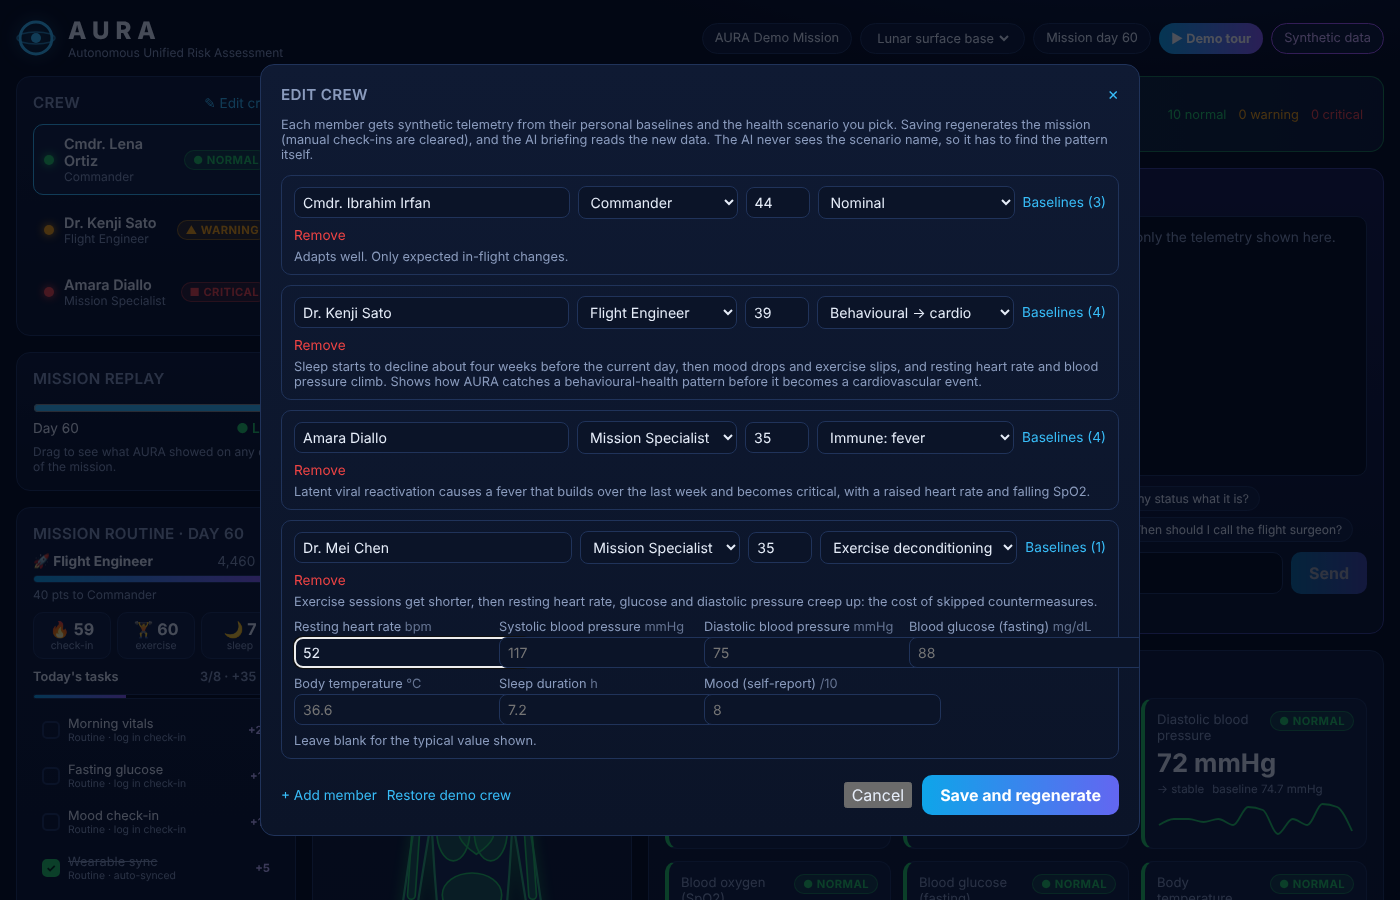 AURA
Autonomous Unified Risk Assessment
AURA Demo Mission
Lunar surface base
Mission day 60
▶ Demo tour
Synthetic data
CREW
✎ Edit
Cmdr. Lena
Ortiz
Commander
NORMAL
Dr. Kenji Sato
Flight Engineer
WARNING
Amara Diallo
Mission Specialist
CRITICAL
MISSION REPLAY
Day 60
Drag to see what AURA showed on any
of the mission.
MISSION ROUTINE · DAY 60
🚀 Flight Engineer
4,460
40 pts to Commander
🔥 59
check-in
🏋 60
exercise
🌙 7
sleep
Today's tasks
3/8 · +35
Morning vitals
Routine · log in check-in
Fasting glucose
Routine · log in check-in
Mood check-in
Routine · log in check-in
Wearable sync
Routine · auto-synced
+5
EDIT CREW
×
Each member gets synthetic telemetry from their personal baselines and the health scenario you pick. Saving regenerates the mission
(manual check-ins are cleared), and the AI briefing reads the new data. The AI never sees the scenario name, so it has to find the pattern
itself.
Cmdr. Ibrahim Irfan
Commander
44
Nominal
Baselines (3)
Remove
Adapts well. Only expected in-flight changes.
Dr. Kenji Sato
Flight Engineer
39
Behavioural → cardio
Baselines (4)
Remove
Sleep starts to decline about four weeks before the current day, then mood drops and exercise slips, and resting heart rate and blood
pressure climb. Shows how AURA catches a behavioural-health pattern before it becomes a cardiovascular event.
Amara Diallo
Mission Specialist
35
Immune: fever
Baselines (4)
Remove
Latent viral reactivation causes a fever that builds over the last week and becomes critical, with a raised heart rate and falling SpO2.
Dr. Mei Chen
Mission Specialist
35
Exercise deconditioning
Baselines (1)
Remove
Exercise sessions get shorter, then resting heart rate, glucose and diastolic pressure creep up: the cost of skipped countermeasures.
Resting heart rate bpm
Systolic blood pressure mmHg
Diastolic blood pressure mmHg
Blood glucose (fasting) mg/dL
52
117
75
88
Body temperature °C
Sleep duration h
Mood (self-report) /10
36.6
7.2
8
Leave blank for the typical value shown.
+ Add member
Restore demo crew
Cancel
Save and regenerate
10 normal
0 warning
0 critical
only the telemetry shown here.
status what it is?
should I call the flight surgeon?
Send
Diastolic blood
pressure
NORMAL
72 mmHg
→ stable baseline 74.7 mmHg
Blood oxygen
(SpO2)
NORMAL
Blood glucose
(fasting)
NORMAL
Body
temperature
NORMAL